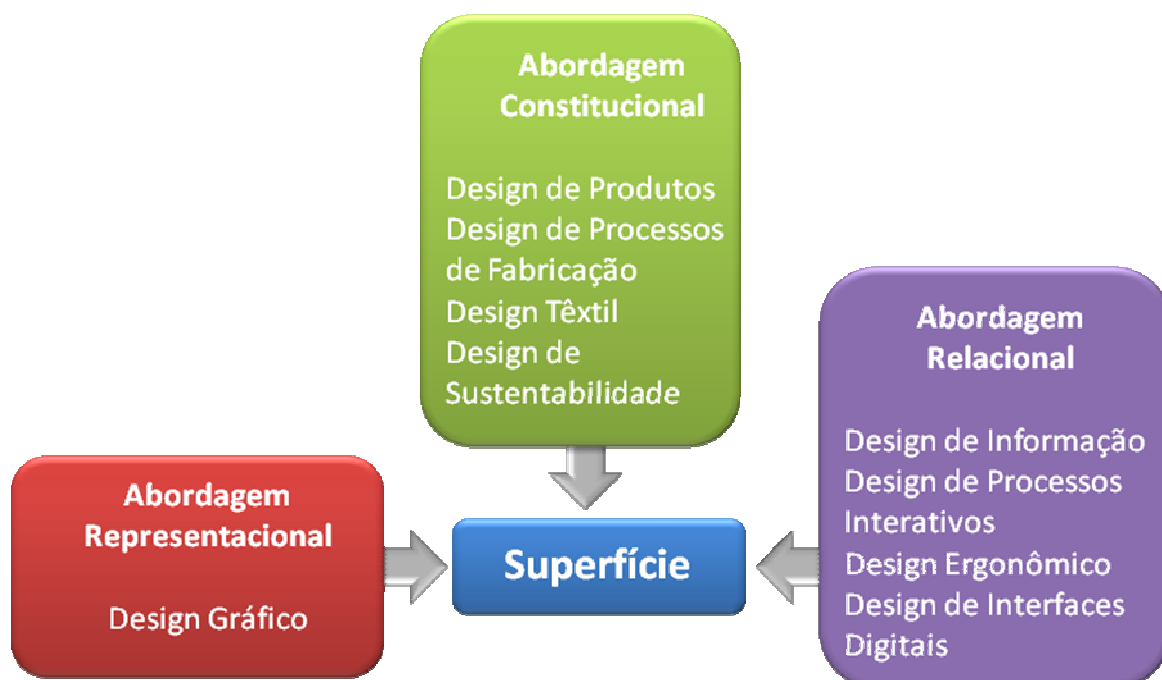 Abordagem
Constitucional
Design de Produtos
Design de Processos
de Fabricação
Design Têxtil
Design de
Sustentabilidade
Abordagem
Relacional
Design de Informação
Design de Processos
Interativos
Design Ergonômico
Design de Interfaces
Digitais
Abordagem
Representacional
Design Gráfico
Superfície